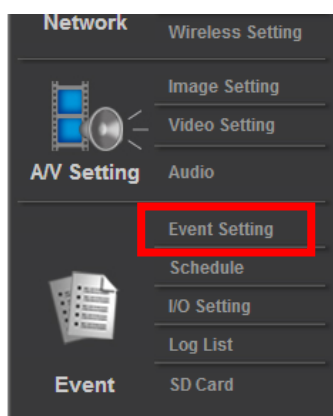 Network
Wireless Setting
Image Setting
Video Setting
A/V Setting
Audio
Event Setting
Schedule
I/O Setting
Log List
Event
SD Card